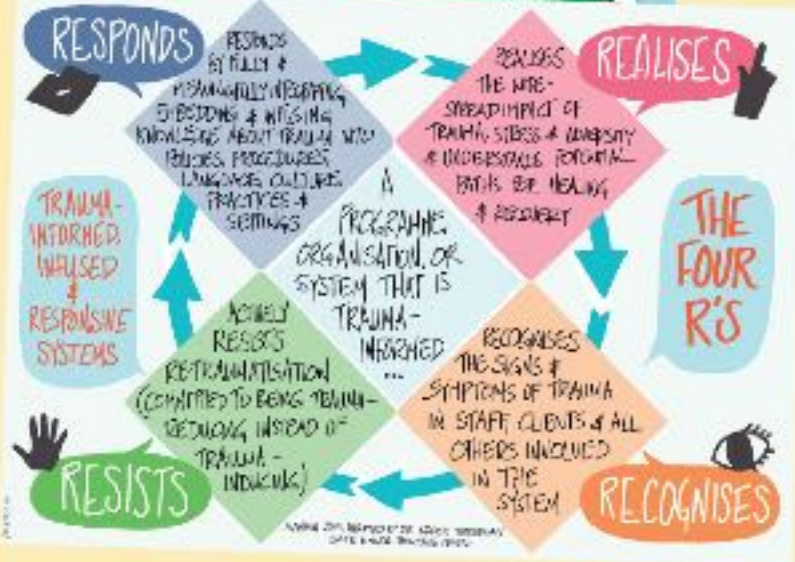 RESPONDS
RESPONDS
BY FULLY &
MEANINGFULLY INTEGRATING,
EMBEDDING & INFUSING
KNOWLEDGE ABOUT TRAUMA INTO
POLICIES, PROCEDURES,
LANGUAGE, CULTURE,
PRACTICES &
SETTINGS
REALISES
REALISES
THE WIDE-
SPREAD IMPACT OF
TRAUMA, STRESS & ADVERSITY
& UNDERSTANDS POTENTIAL
PATHS FOR HEALING
& RECOVERY
TRAUMA-
INFORMED,
INFUSED
&
RESPONSIVE
SYSTEMS
A
PROGRAMME,
ORGANISATION, OR
SYSTEM THAT IS
TRAUMA-
INFORMED
...
THE
FOUR
R'S
ACTIVELY
RESISTS
RE-TRAUMATISATION
(COMMITTED TO BEING TRAUMA-
REDUCING INSTEAD OF
TRAUMA-
INDUCING)
RESISTS
RECOGNISES
THE SIGNS &
SYMPTOMS OF TRAUMA
IN STAFF, CLIENTS & ALL
OTHERS INVOLVED
IN THE
SYSTEM
RECOGNISES